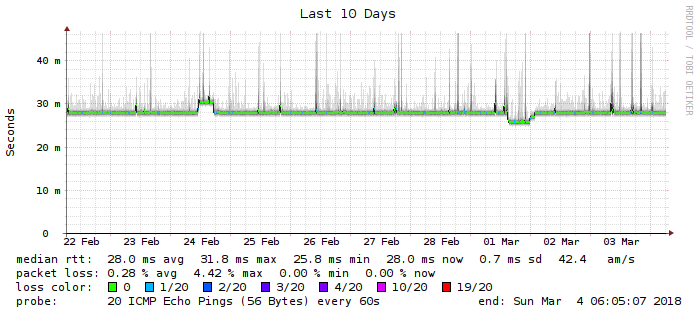 Last 10 Days
RRDTOOL / TOBI OETIKER
Seconds
40 m
30 m
20 m
10 m
0
22 Feb 23 Feb 24 Feb 25 Feb 26 Feb 27 Feb 28 Feb 01 Mar 02 Mar 03 Mar
median rtt: 28.0 ms avg 31.8 ms max 25.8 ms min 28.0 ms now 0.7 ms sd 42.4 am/s
packet loss: 0.28 % avg 4.42 % max 0.00 % min 0.00 % now
loss color: 0 1/20 2/20 3/20 4/20 10/20 19/20
probe: 20 ICMP Echo Pings (56 Bytes) every 60s end: Sun Mar 4 06:05:07 2018